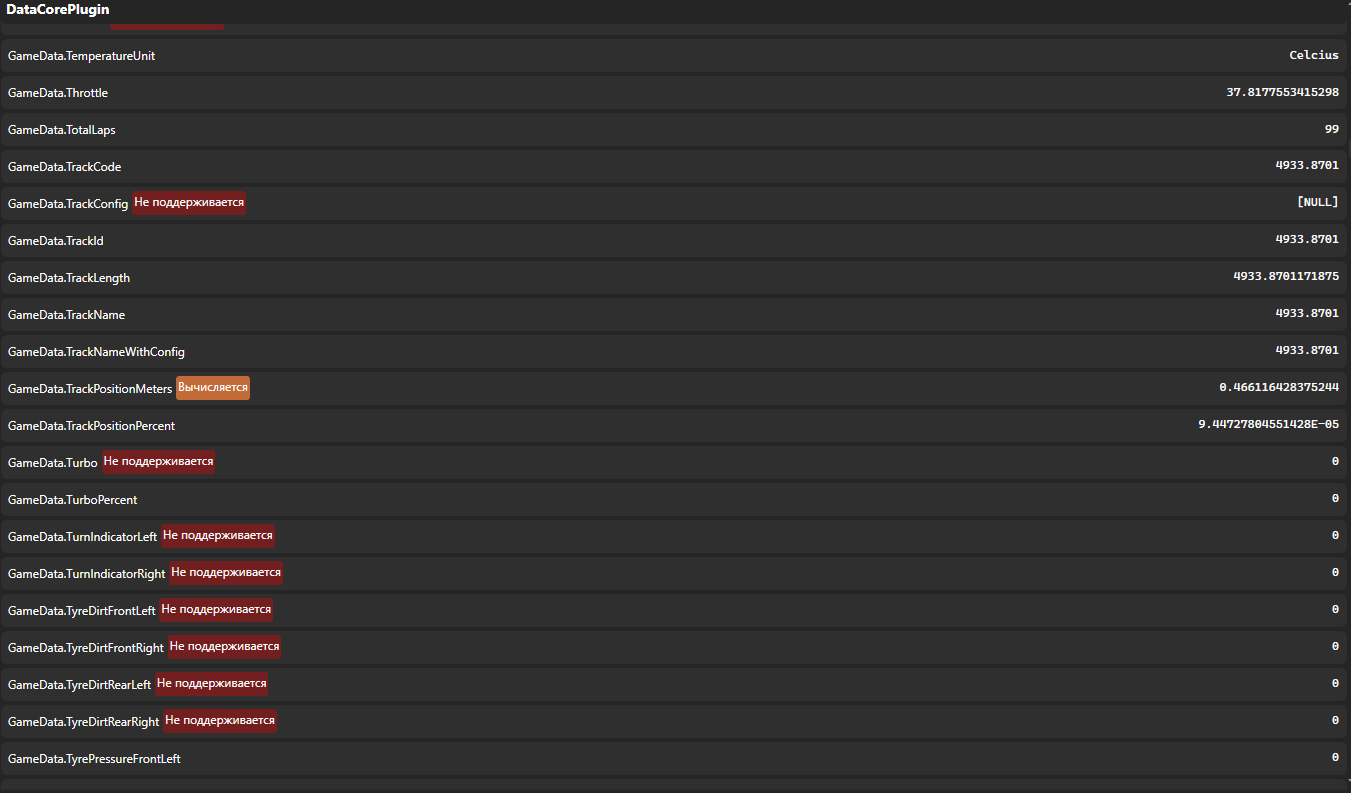 DataCorePlugin
GameData.TemperatureUnit Celcius
GameData.Throttle 37.8177553415298
GameData.TotalLaps 99
GameData.TrackCode 4933.8701
GameData.TrackConfig Не поддерживается [NULL]
GameData.TrackId 4933.8701
GameData.TrackLength 4933.8701171875
GameData.TrackName 4933.8701
GameData.TrackNameWithConfig 4933.8701
GameData.TrackPositionMeters Вычисляется 0.466116428375244
GameData.TrackPositionPercent 9.44727804551428E-05
GameData.Turbo Не поддерживается 0
GameData.TurboPercent 0
GameData.TurnIndicatorLeft Не поддерживается 0
GameData.TurnIndicatorRight Не поддерживается 0
GameData.TyreDirtFrontLeft Не поддерживается 0
GameData.TyreDirtFrontRight Не поддерживается 0
GameData.TyreDirtRearLeft Не поддерживается 0
GameData.TyreDirtRearRight Не поддерживается 0
GameData.TyrePressureFrontLeft 0